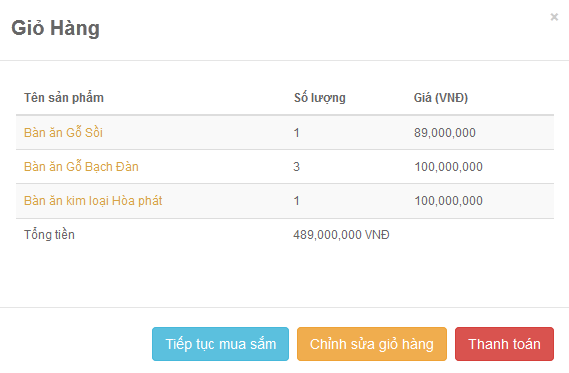 Giỏ Hàng
×
Tên sản phẩm Số lượng Giá (VNĐ)
Bàn ăn Gỗ Sồi 1 89,000,000
Bàn ăn Gỗ Bạch Đàn 3 100,000,000
Bàn ăn kim loại Hòa phát 1 100,000,000
Tổng tiền 489,000,000 VNĐ
Tiếp tục mua sắm Chỉnh sửa giỏ hàng Thanh toán